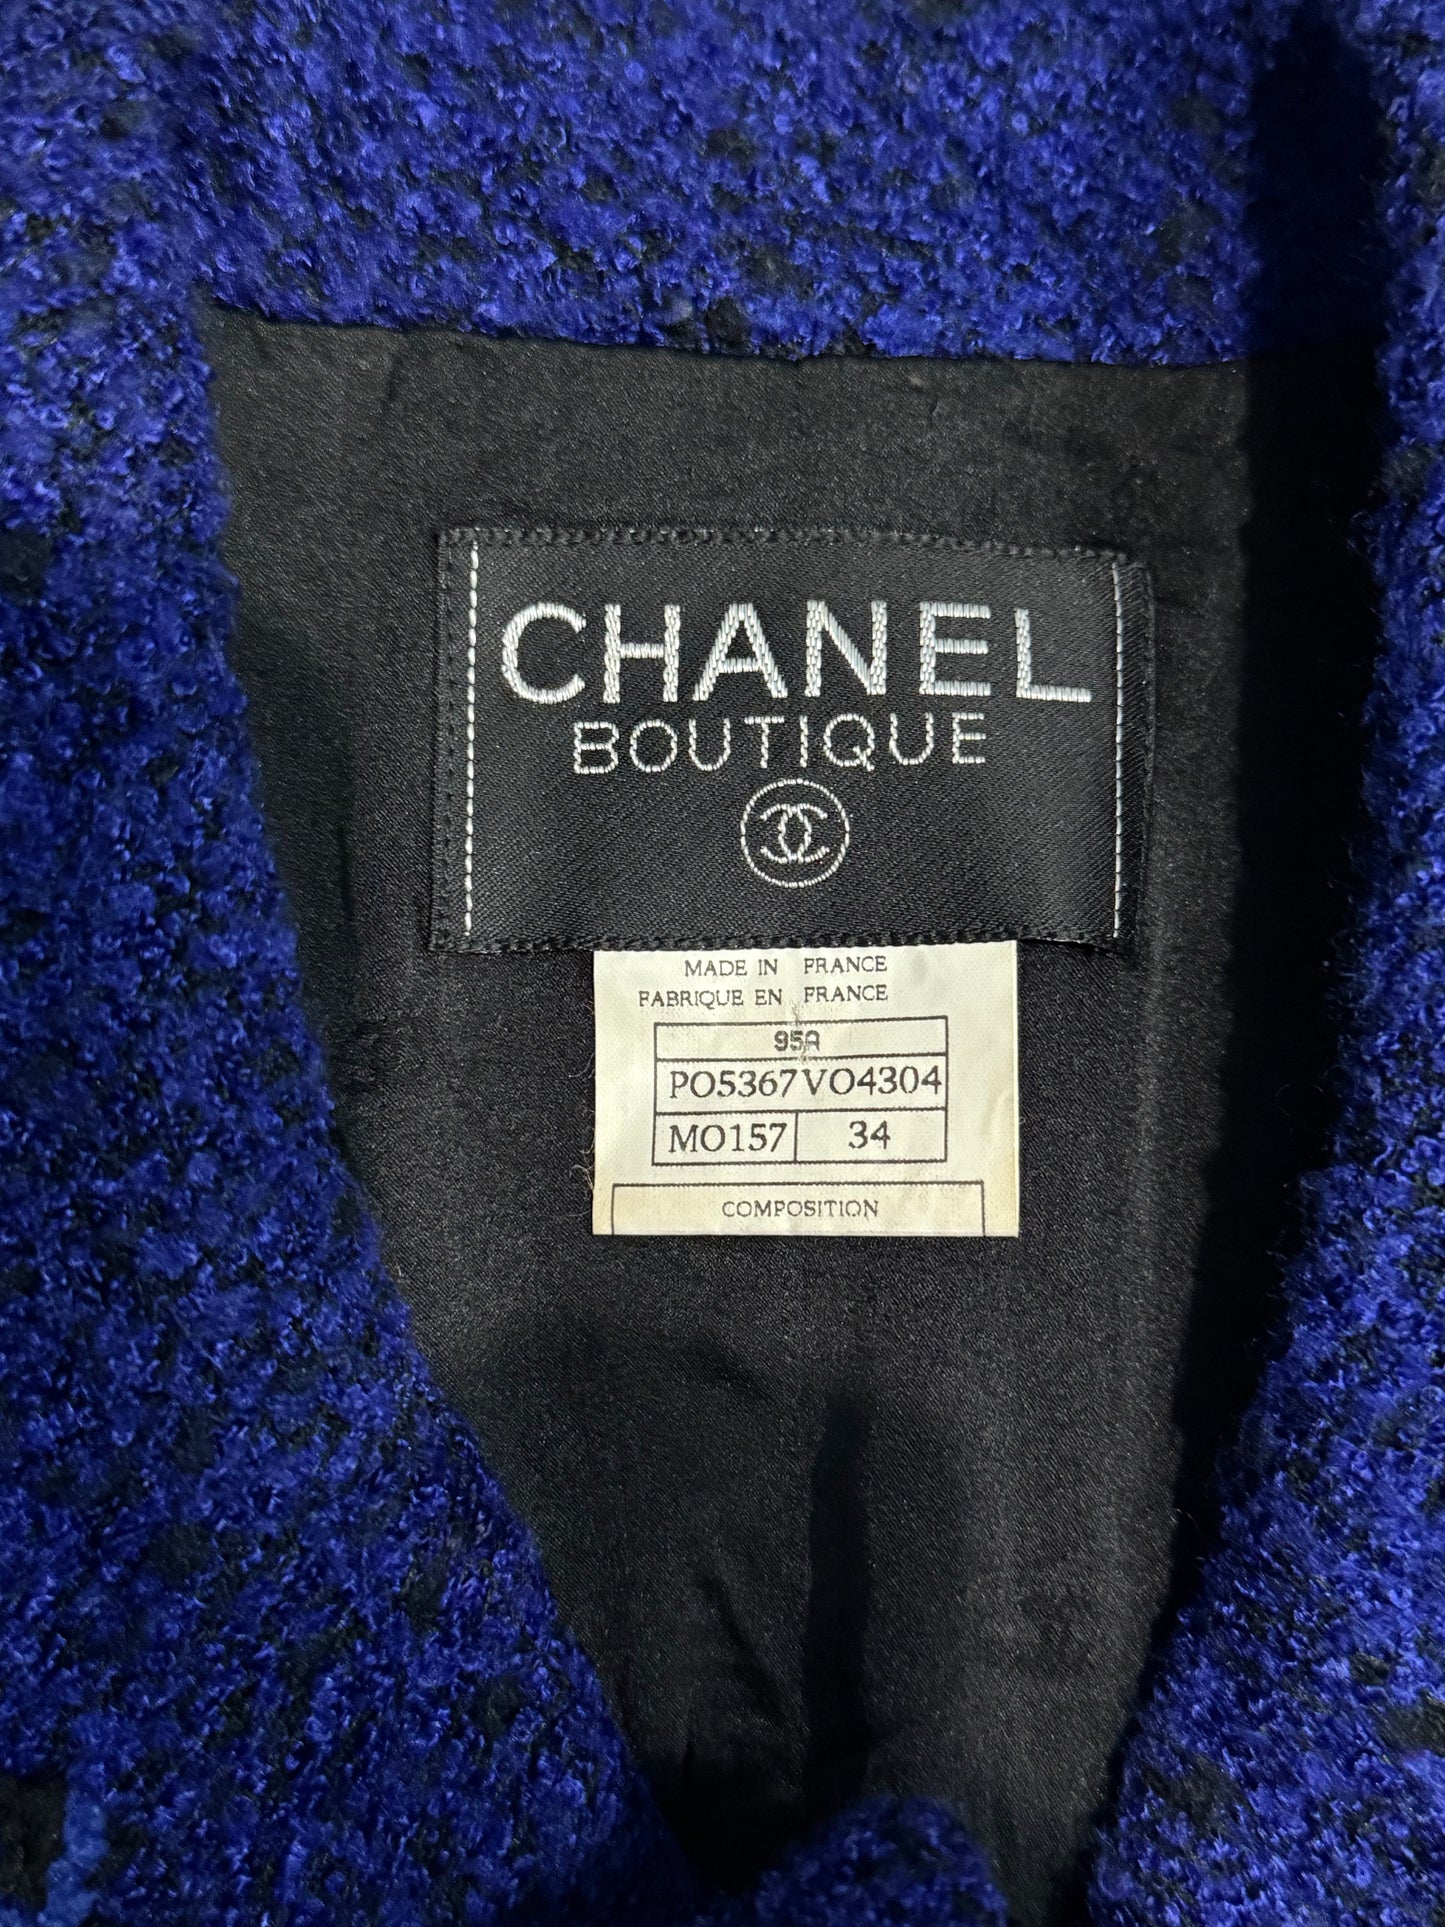 CHANEL
BOUTIQUE
MADE IN FRANCE
FABRIQUE EN FRANCE
95A
PO5367VO4304
MO157 34
COMPOSITION